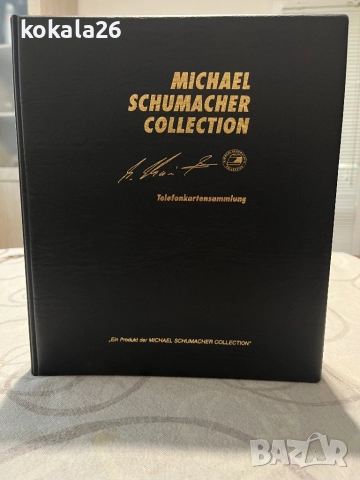 kokala26
MICHAEL
SCHUMACHER
COLLECTION
Telefonkartensammlung
„Ein Produkt der MICHAEL SCHUMACHER COLLECTION"
BAZAR